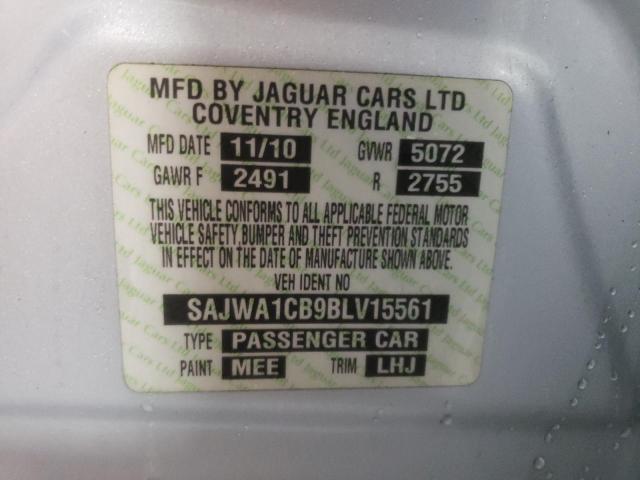 MFD BY JAGUAR CARS LTD
COVENTRY ENGLAND
MFD DATE 11/10 GVWR 5072
GAWR F 2491 R 2755
THIS VEHICLE CONFORMS TO ALL APPLICABLE FEDERAL MOTOR
VEHICLE SAFETY,BUMPER AND THEFT PREVENTION STANDARDS
IN EFFECT ON THE DATE OF MANUFACTURE SHOWN ABOVE.
VEH IDENT NO
SAJWA1CB9BLV15561
TYPE PASSENGER CAR
PAINT MEE TRIM LHJ